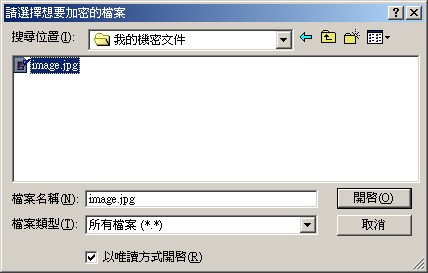 請選擇想要加密的檔案
搜尋位置(I): 我的機密文件
image.jpg
檔案名稱(N): image.jpg 開啓(O)
檔案類型(T): 所有檔案 (*.*) 取消
以唯讀方式開啓(R)